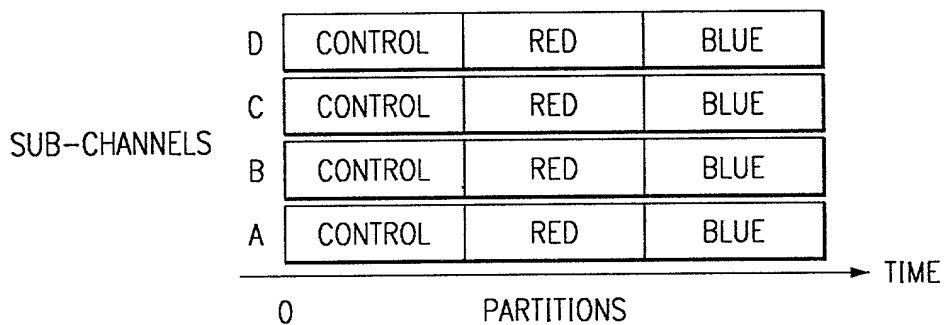 D CONTROL RED BLUE
C CONTROL RED BLUE
SUB-CHANNELS
B CONTROL RED BLUE
A CONTROL RED BLUE
TIME
0 PARTITIONS